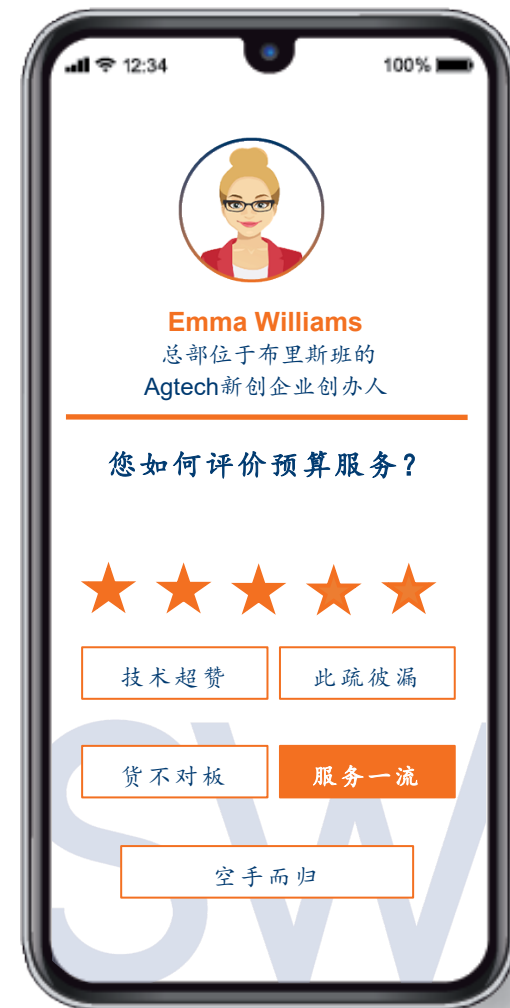 12:34
100%
Emma Williams
总部位于布里斯班的
Agtech新创企业创办人
您如何评价预算服务？
技术超赞
此疏彼漏
货不对板
服务一流
空手而归
SW